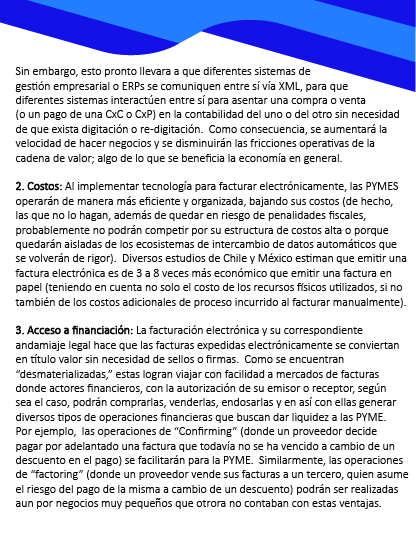 Sin embargo, esto pronto llevara a que diferentes sistemas de
gestión empresarial o ERPs se comuniquen entre sí vía XML, para que
diferentes sistemas interactúen entre sí para asentar una compra o venta
(o un pago de una CxC o CxP) en la contabilidad del uno o del otro sin necesidad
de que exista digitación o re-digitación.  Como consecuencia, se aumentará la
velocidad de hacer negocios y se disminuirán las fricciones operativas de la
cadena de valor; algo de lo que se beneficia la economía en general.
2. Costos: Al implementar tecnología para facturar electrónicamente, las PYMES
operarán de manera más eficiente y organizada, bajando sus costos (de hecho,
las que no lo hagan, además de quedar en riesgo de penalidades fiscales,
probablemente no podrán competir por su estructura de costos alta o porque
quedarán aisladas de los ecosistemas de intercambio de datos automáticos que
se volverán de rigor).  Diversos estudios de Chile y México estiman que emitir una
factura electrónica es de 3 a 8 veces más económico que emitir una factura en
papel (teniendo en cuenta no solo el costo de los recursos físicos utilizados, si no
también de los costos adicionales de proceso incurrido al facturar manualmente).
3. Acceso a financiación: La facturación electrónica y su correspondiente
andamiaje legal hace que las facturas expedidas electrónicamente se conviertan
en título valor sin necesidad de sellos o firmas.  Como se encuentran
“desmaterializadas,” estas logran viajar con facilidad a mercados de facturas
donde actores financieros, con la autorización de su emisor o receptor, según
sea el caso, podrán comprarlas, venderlas, endosarlas y en así con ellas generar
diversos tipos de operaciones financieras que buscan dar liquidez a las PYME.
Por ejemplo,  las operaciones de “Confirming” (donde un proveedor decide
pagar por adelantado una factura que todavía no se ha vencido a cambio de un
descuento en el pago) se facilitarán para la PYME.  Similarmente, las operaciones
de “factoring” (donde un proveedor vende sus facturas a un tercero, quien asume
el riesgo del pago de la misma a cambio de un descuento) podrán ser realizadas
aun por negocios muy pequeños que otrora no contaban con estas ventajas.